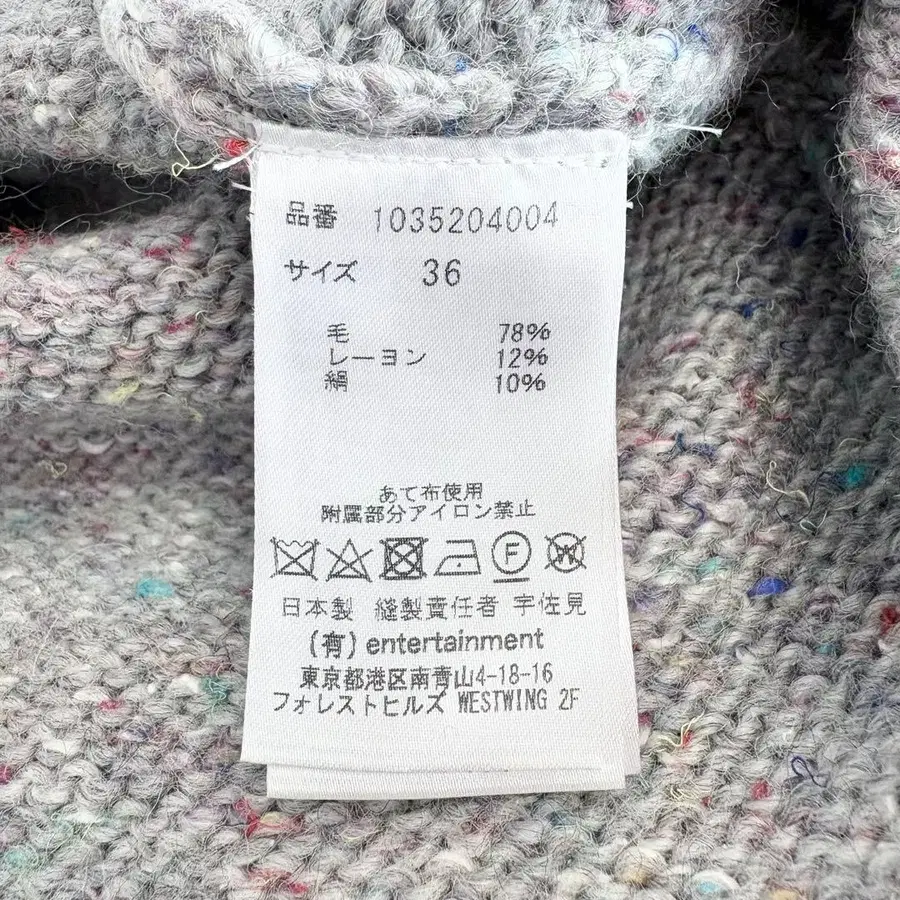 品番 1035204004
サイズ 36
毛 78%
レーヨン 12%
絹 10%
あて布使用
附属部分アイロン禁止
F W
日本製 縫製責任者 宇佐見
(有) entertainment
東京都港区南青山4-18-16
フォレストヒルズ WESTWING 2F